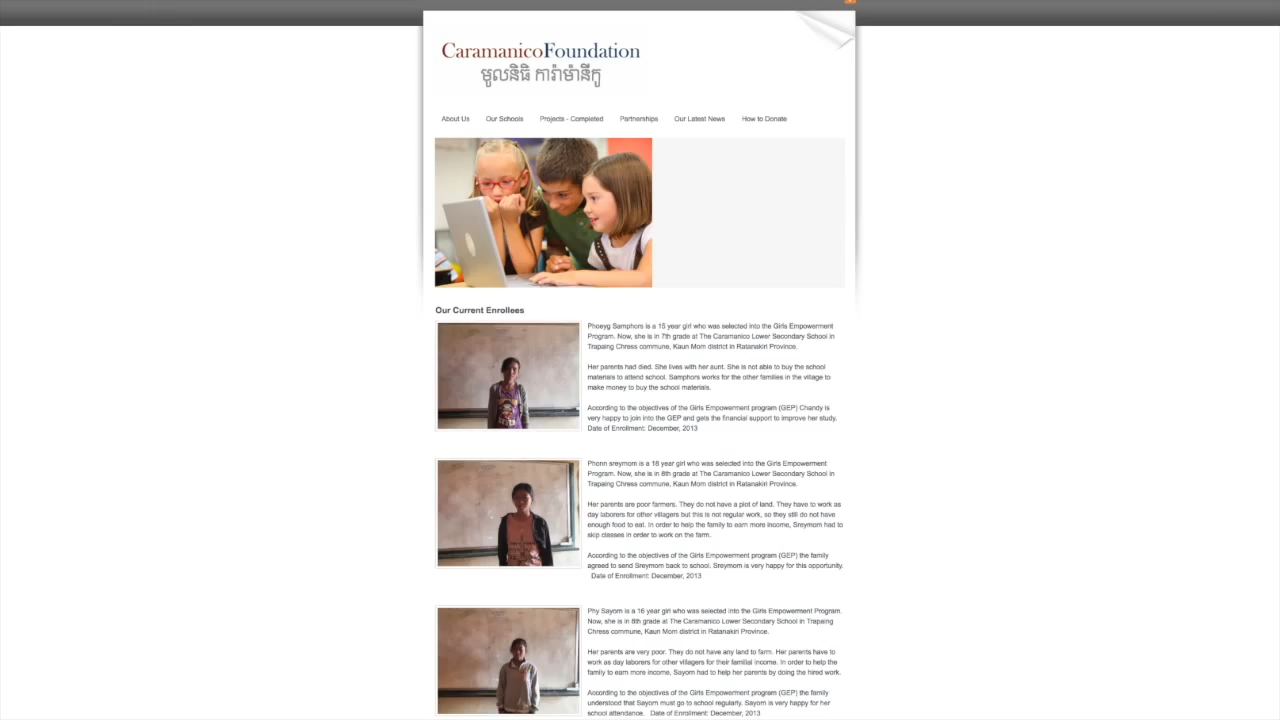 CaramanicoFoundation
មូលនិធិ ការ៉ាម៉ានីកូ
About Us Our Schools Projects - Completed Partnerships Our Latest News How to Donate
Our Current Enrollees
Phoeyg Samphors is a 15 year girl who was selected into the Girls Empowerment
Program. Now, she is in 7th grade at The Caramanico Lower Secondary School in
Trapaing Chress commune, Kaun Mom district in Ratanakiri Province.
Her parents had died. She lives with her aunt. She is not able to buy the school
materials to attend school. Samphors works for the other families in the village to
make money to buy the school materials.
According to the objectives of the Girls Empowerment program (GEP) Chandy is
very happy to join into the GEP and gets the financial support to improve her study.
Date of Enrollment: December, 2013
Phonn sreymom is a 18 year girl who was selected into the Girls Empowerment
Program. Now, she is in 8th grade at The Caramanico Lower Secondary School in
Trapaing Chress commune, Kaun Mom district in Ratanakiri Province.
Her parents are poor farmers. They do not have a plot of land. They have to work as
day laborers for other villagers but this is not regular work, so they still do not have
enough food to eat. In order to help the family to earn more income, Sreymom had to
skip classes in order to work on the farm.
According to the objectives of the Girls Empowerment program (GEP) the family
agreed to send Sreymom back to school. Sreymom is very happy for this opportunity.
Date of Enrollment: December, 2013
Phy Sayom is a 16 year girl who was selected into the Girls Empowerment Program.
Now, she is in 8th grade at The Caramanico Lower Secondary School in Trapaing
Chress commune, Kaun Mom district in Ratanakiri Province.
Her parents are very poor. They do not have any land to farm. Her parents have to
work as day laborers for other villagers for their familial income. In order to help the
family to earn more income, Sayom had to help her parents by doing the hired work.
According to the objectives of the Girls Empowerment program (GEP) the family
understood that Sayom must go to school regularly. Sayom is very happy for her
school attendance. Date of Enrollment: December, 2013